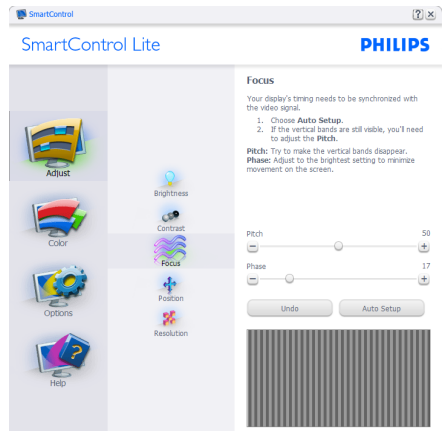 SmartControl
SmartControl Lite
PHILIPS
Adjust
Color
Options
Help
Brightness
Contrast
Focus
Position
Resolution
Focus
Your display's timing needs to be synchronized with
the video signal.
1. Choose Auto Setup.
2. If the vertical bands are still visible, you'll need
to adjust the Pitch.
Pitch: Try to make the vertical bands disappear.
Phase: Adjust to the brightest setting to minimize
movement on the screen.
Pitch 50
Phase 17
Undo Auto Setup